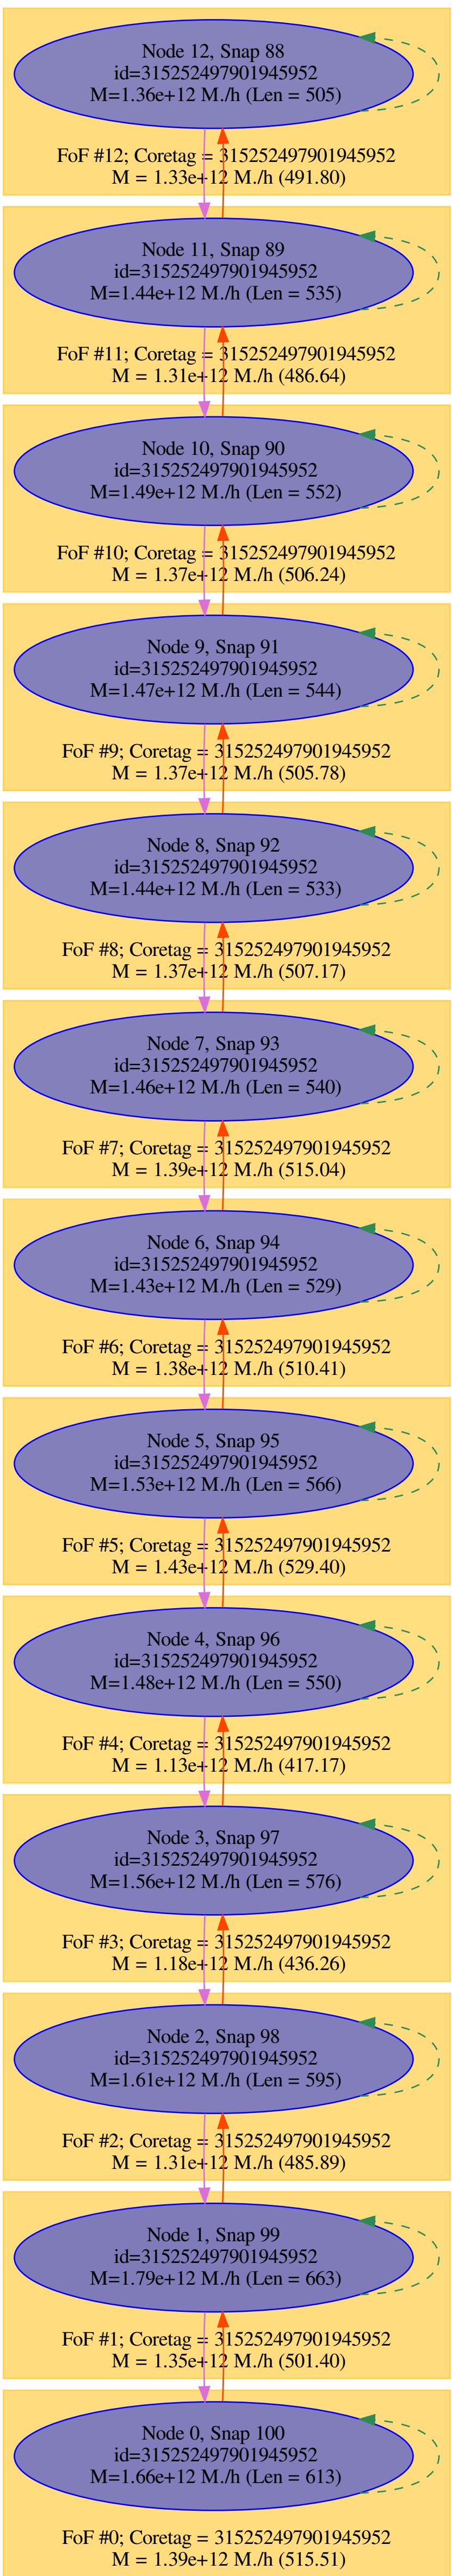 Node 12, Snap 88
id=315252497901945952
M=1.36e+12 M./h (Len = 505)
FoF #12; Coretag = 315252497901945952
M = 1.33e+12 M./h (491.80)
Node 11, Snap 89
id=315252497901945952
M=1.44e+12 M./h (Len = 535)
FoF #11; Coretag = 315252497901945952
M = 1.31e+12 M./h (486.64)
Node 10, Snap 90
id=315252497901945952
M=1.49e+12 M./h (Len = 552)
FoF #10; Coretag = 315252497901945952
M = 1.37e+12 M./h (506.24)
Node 9, Snap 91
id=315252497901945952
M=1.47e+12 M./h (Len = 544)
FoF #9; Coretag = 315252497901945952
M = 1.37e+12 M./h (505.78)
Node 8, Snap 92
id=315252497901945952
M=1.44e+12 M./h (Len = 533)
FoF #8; Coretag = 315252497901945952
M = 1.37e+12 M./h (507.17)
Node 7, Snap 93
id=315252497901945952
M=1.46e+12 M./h (Len = 540)
FoF #7; Coretag = 315252497901945952
M = 1.39e+12 M./h (515.04)
Node 6, Snap 94
id=315252497901945952
M=1.43e+12 M./h (Len = 529)
FoF #6; Coretag = 315252497901945952
M = 1.38e+12 M./h (510.41)
Node 5, Snap 95
id=315252497901945952
M=1.53e+12 M./h (Len = 566)
FoF #5; Coretag = 315252497901945952
M = 1.43e+12 M./h (529.40)
Node 4, Snap 96
id=315252497901945952
M=1.48e+12 M./h (Len = 550)
FoF #4; Coretag = 315252497901945952
M = 1.13e+12 M./h (417.17)
Node 3, Snap 97
id=315252497901945952
M=1.56e+12 M./h (Len = 576)
FoF #3; Coretag = 315252497901945952
M = 1.18e+12 M./h (436.26)
Node 2, Snap 98
id=315252497901945952
M=1.61e+12 M./h (Len = 595)
FoF #2; Coretag = 315252497901945952
M = 1.31e+12 M./h (485.89)
Node 1, Snap 99
id=315252497901945952
M=1.79e+12 M./h (Len = 663)
FoF #1; Coretag = 315252497901945952
M = 1.35e+12 M./h (501.40)
Node 0, Snap 100
id=315252497901945952
M=1.66e+12 M./h (Len = 613)
FoF #0; Coretag = 315252497901945952
M = 1.39e+12 M./h (515.51)